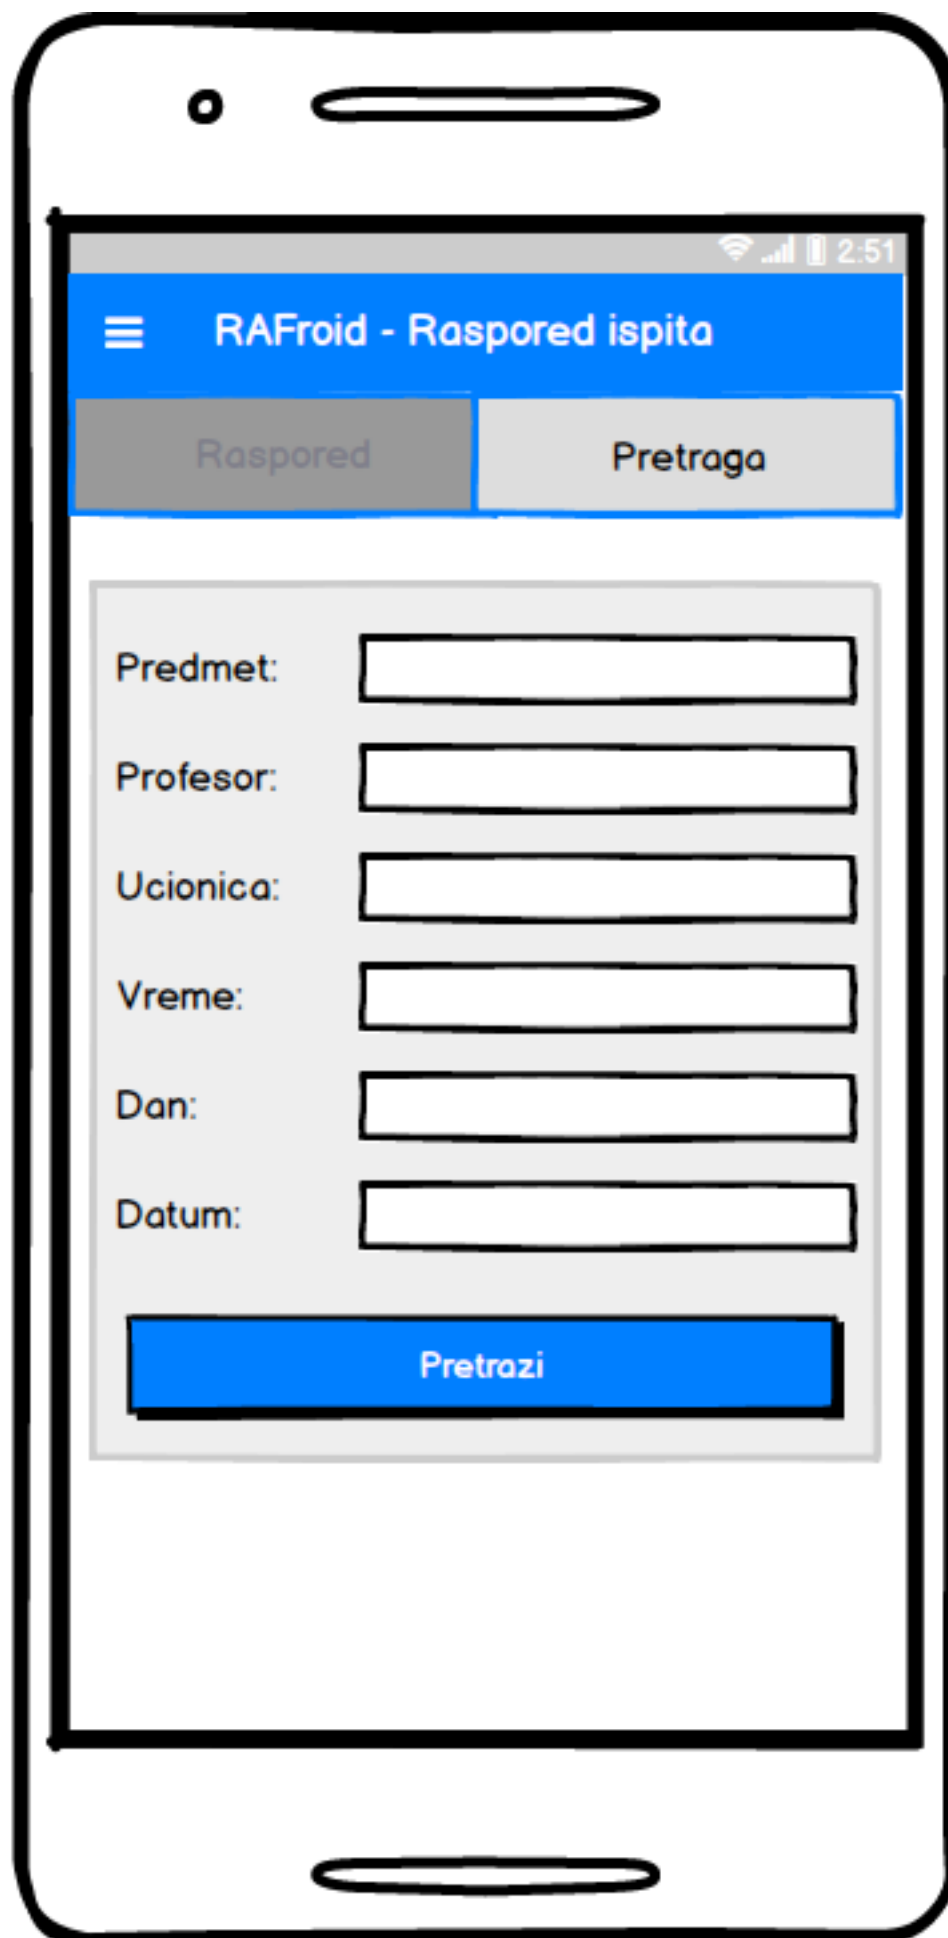 2:51
RAFroid - Raspored ispita
Raspored
Pretraga
Predmet:
Profesor:
Ucionica:
Vreme:
Dan:
Datum:
Pretrazi